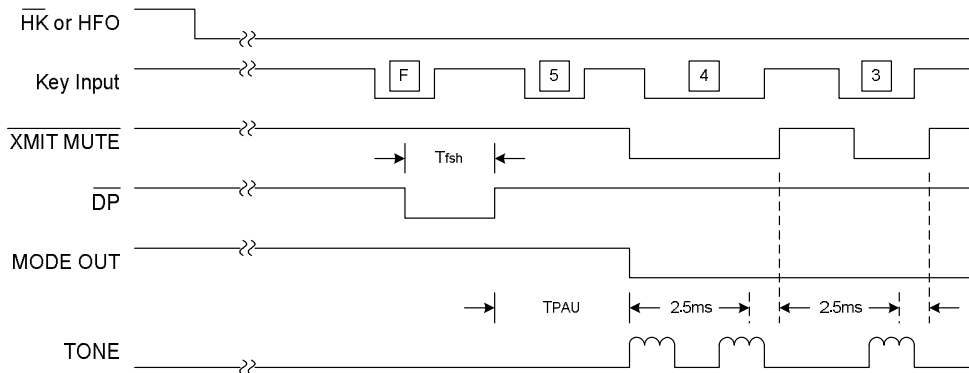 HK or HFO
Key Input
F 5 4 3
XMIT MUTE
Tfsh
DP
MODE OUT
TPAU 2.5ms 2.5ms
TONE